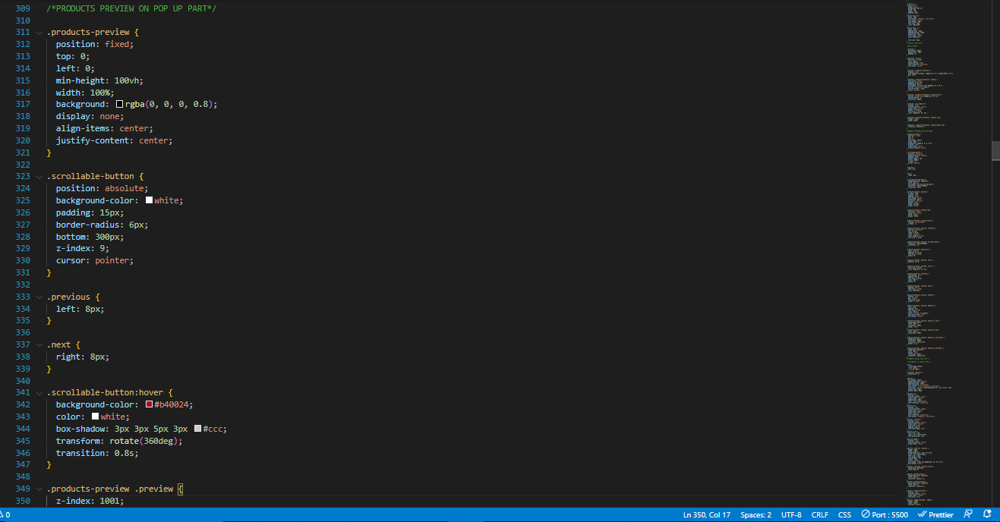 309 /*PRODUCTS PREVIEW ON POP UP PART*/
310
311 .products-preview {
312 position: fixed;
313 top: 0;
314 left: 0;
315 min-height: 100vh;
316 width: 100%;
317 background: rgba(0, 0, 0, 0.8);
318 display: none;
319 align-items: center;
320 justify-content: center;
321 }
322
323 .scrollable-button {
324 position: absolute;
325 background-color: white;
326 padding: 15px;
327 border-radius: 6px;
328 bottom: 300px;
329 z-index: 9;
330 cursor: pointer;
331 }
332
333 .previous {
334 left: 8px;
335 }
336
337 .next {
338 right: 8px;
339 }
340
341 .scrollable-button:hover {
342 background-color: #b40024;
343 color: white;
344 box-shadow: 3px 3px 5px 3px #ccc;
345 transform: rotate(360deg);
346 transition: 0.8s;
347 }
348
349 .products-preview .preview {
350 z-index: 1001;
0 Ln 350, Col 17 Spaces: 2 UTF-8 CRLF CSS Port : 5500 Prettier